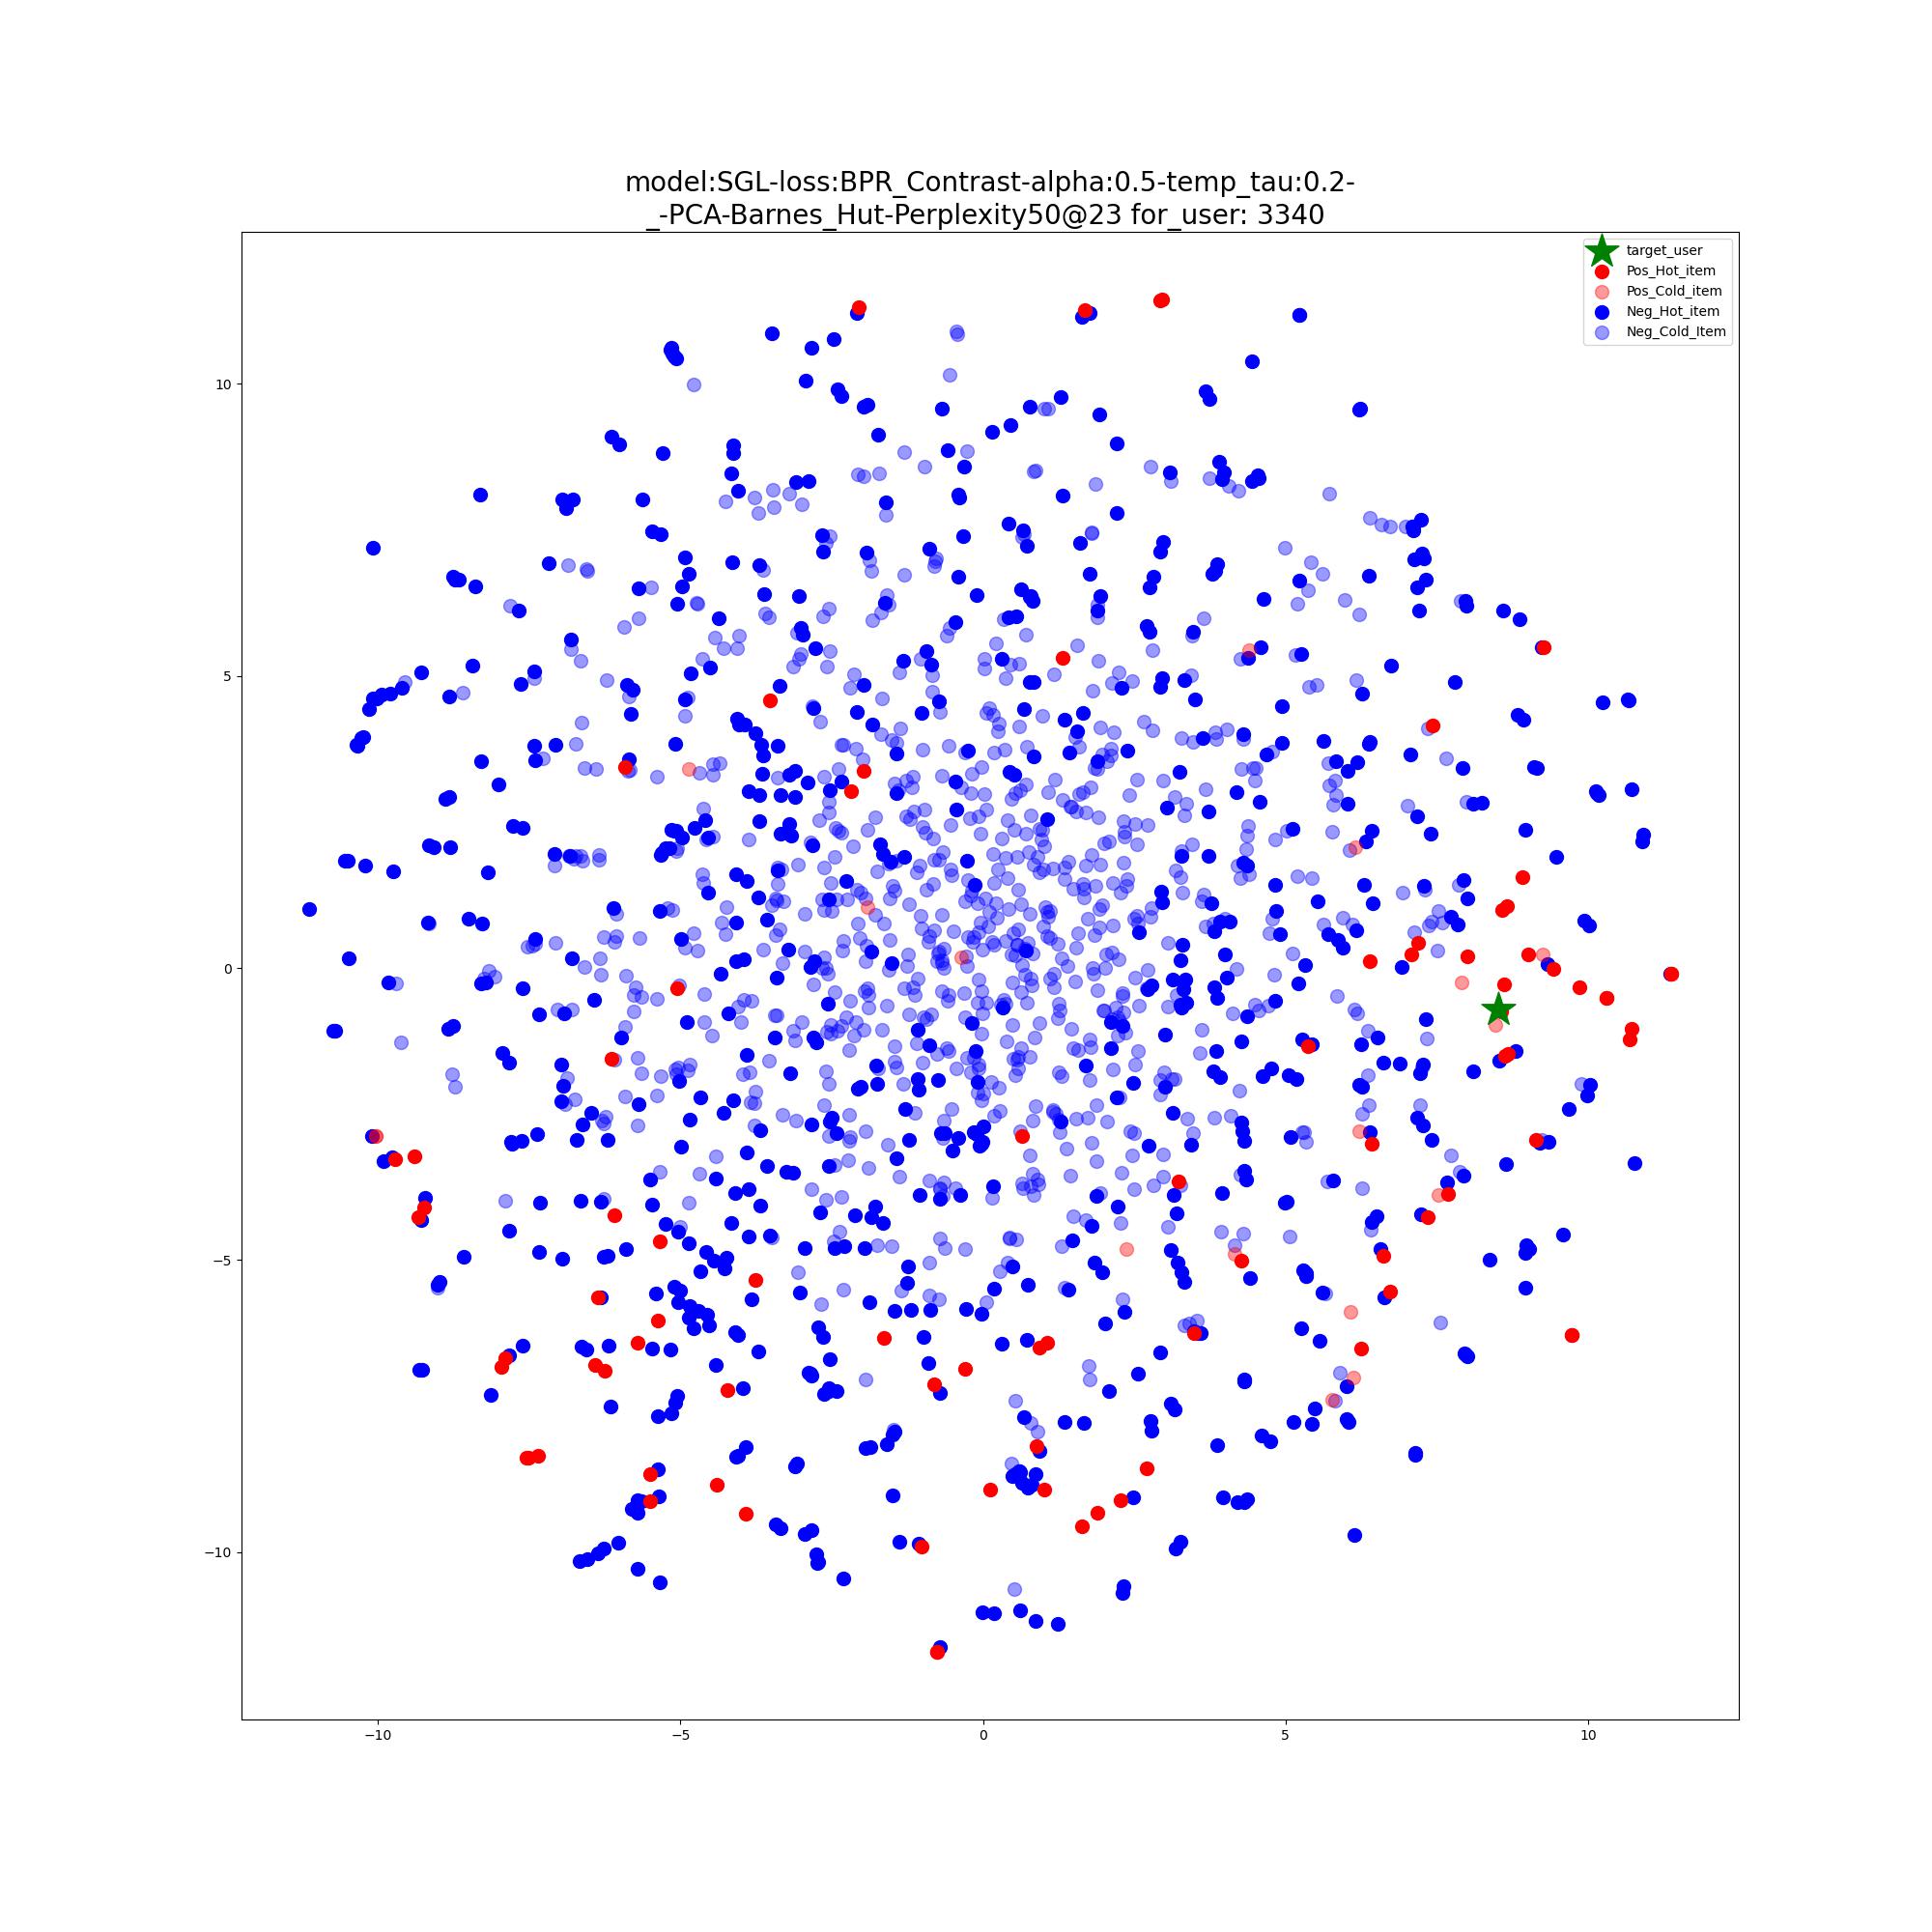 model:SGL-loss:BPR_Contrast-alpha:0.5-temp_tau:0.2-
_-PCA-Barnes_Hut-Perplexity50@23 for_user: 3340
target_user
Pos_Hot_item
Pos_Cold_item
Neg_Hot_item
Neg_Cold_Item
10
5
0
−5
−10
−10
−5
0
5
10